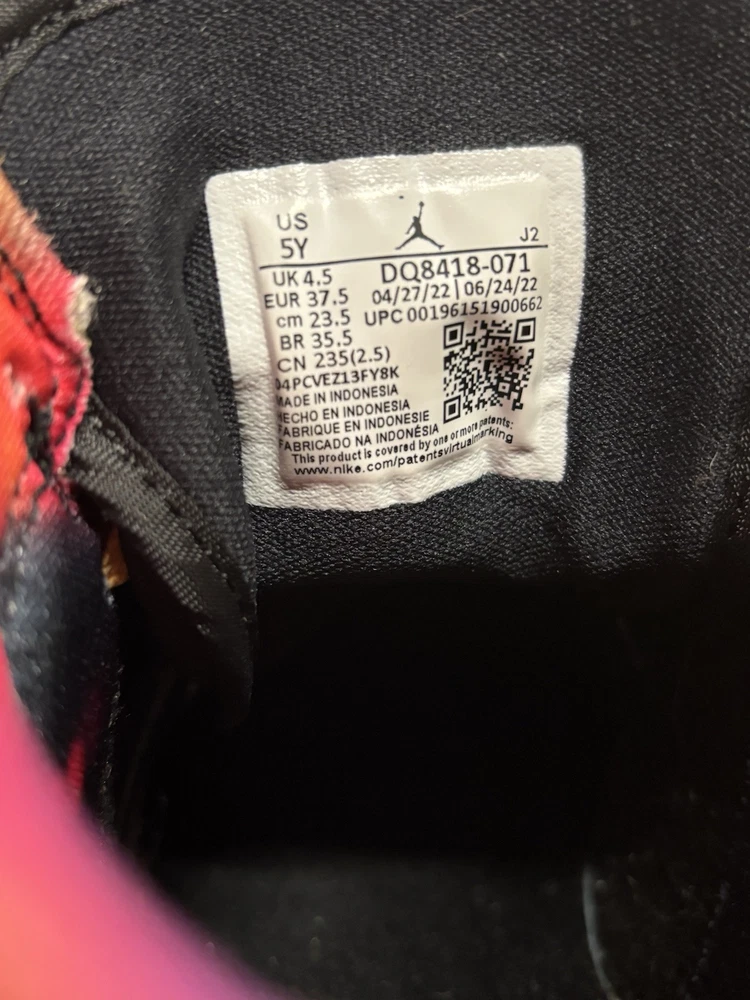 US
5Y
J2
UK 4.5
DQ8418-071
EUR 37.5
04/27/22 | 06/24/22
cm 23.5
UPC 00196151900662
BR 35.5
CN 235(2.5)
04PCVEZ13FY8K
MADE IN INDONESIA
HECHO EN INDONESIA
FABRIQUE EN INDONESIE
FABRICADO NA INDONÉSIA
This product is covered by one or more patents:
www.nike.com/patentsvirtualmarking